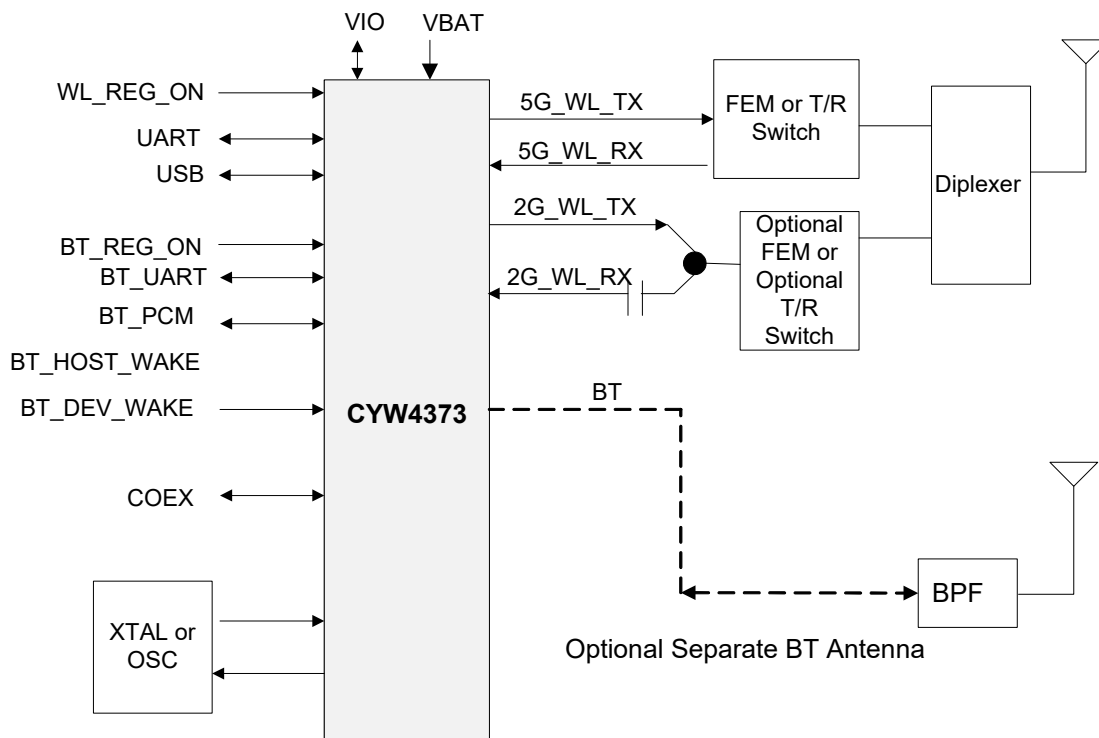 VIO
VBAT
WL_REG_ON
UART
USB
BT_REG_ON
BT_UART
BT_PCM
BT_HOST_WAKE
BT_DEV_WAKE
COEX
XTAL or
OSC
CYW4373
5G_WL_TX
5G_WL_RX
2G_WL_TX
2G_WL_RX
BT
FEM or T/R
Switch
Optional
FEM or
Optional
T/R
Switch
Diplexer
BPF
Optional Separate BT Antenna